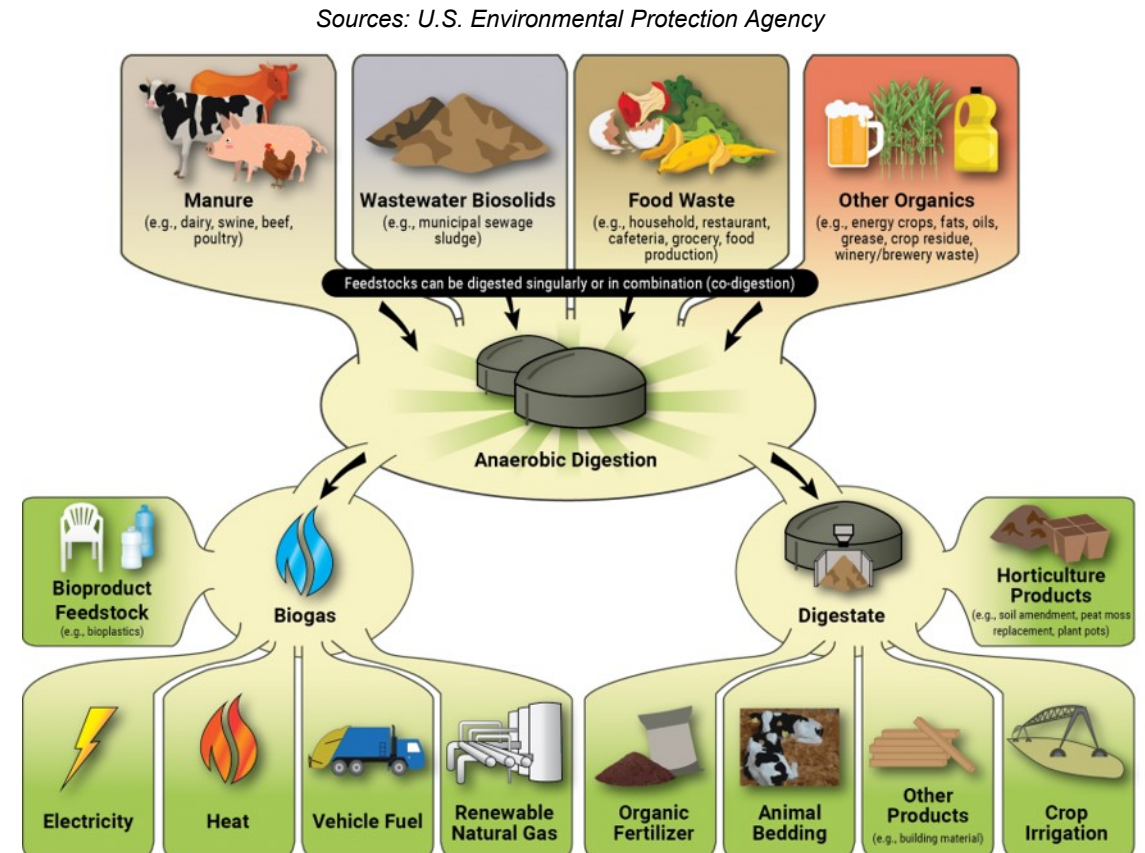 Sources: U.S. Environmental Protection Agency
Manure
(e.g., dairy, swine, beef,
poultry)
Wastewater Biosolids
(e.g., municipal sewage
sludge)
Food Waste
(e.g., household, restaurant,
cafeteria, grocery, food
production)
Other Organics
(e.g., energy crops, fats, oils,
grease, crop residue,
winery/brewery waste)
Feedstocks can be digested singularly or in combination (co-digestion)
Anaerobic Digestion
Bioproduct
Feedstock
(e.g., bioplastics)
Biogas
Digestate
Horticulture
Products
(e.g., soil amendment, peat moss
replacement, plant pots)
Electricity
Heat
Vehicle Fuel
Renewable
Natural Gas
Organic
Fertilizer
Animal
Bedding
Other
Products
(e.g., building material)
Crop
Irrigation